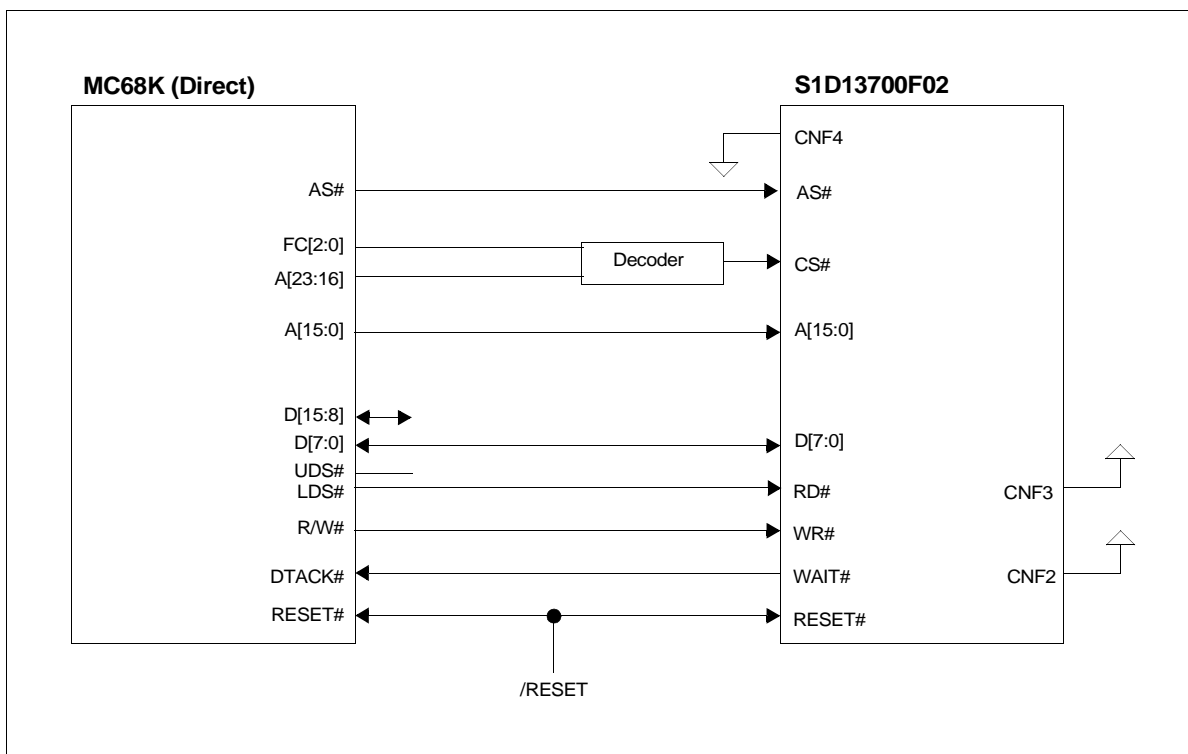 MC68K (Direct)
S1D13700F02
CNF4
AS#
AS#
FC[2:0]
Decoder
CS#
A[23:16]
A[15:0]
A[15:0]
D[15:8]
D[7:0]
D[7:0]
UDS#
LDS#
RD#
CNF3
R/W#
WR#
DTACK#
WAIT#
CNF2
RESET#
RESET#
/RESET